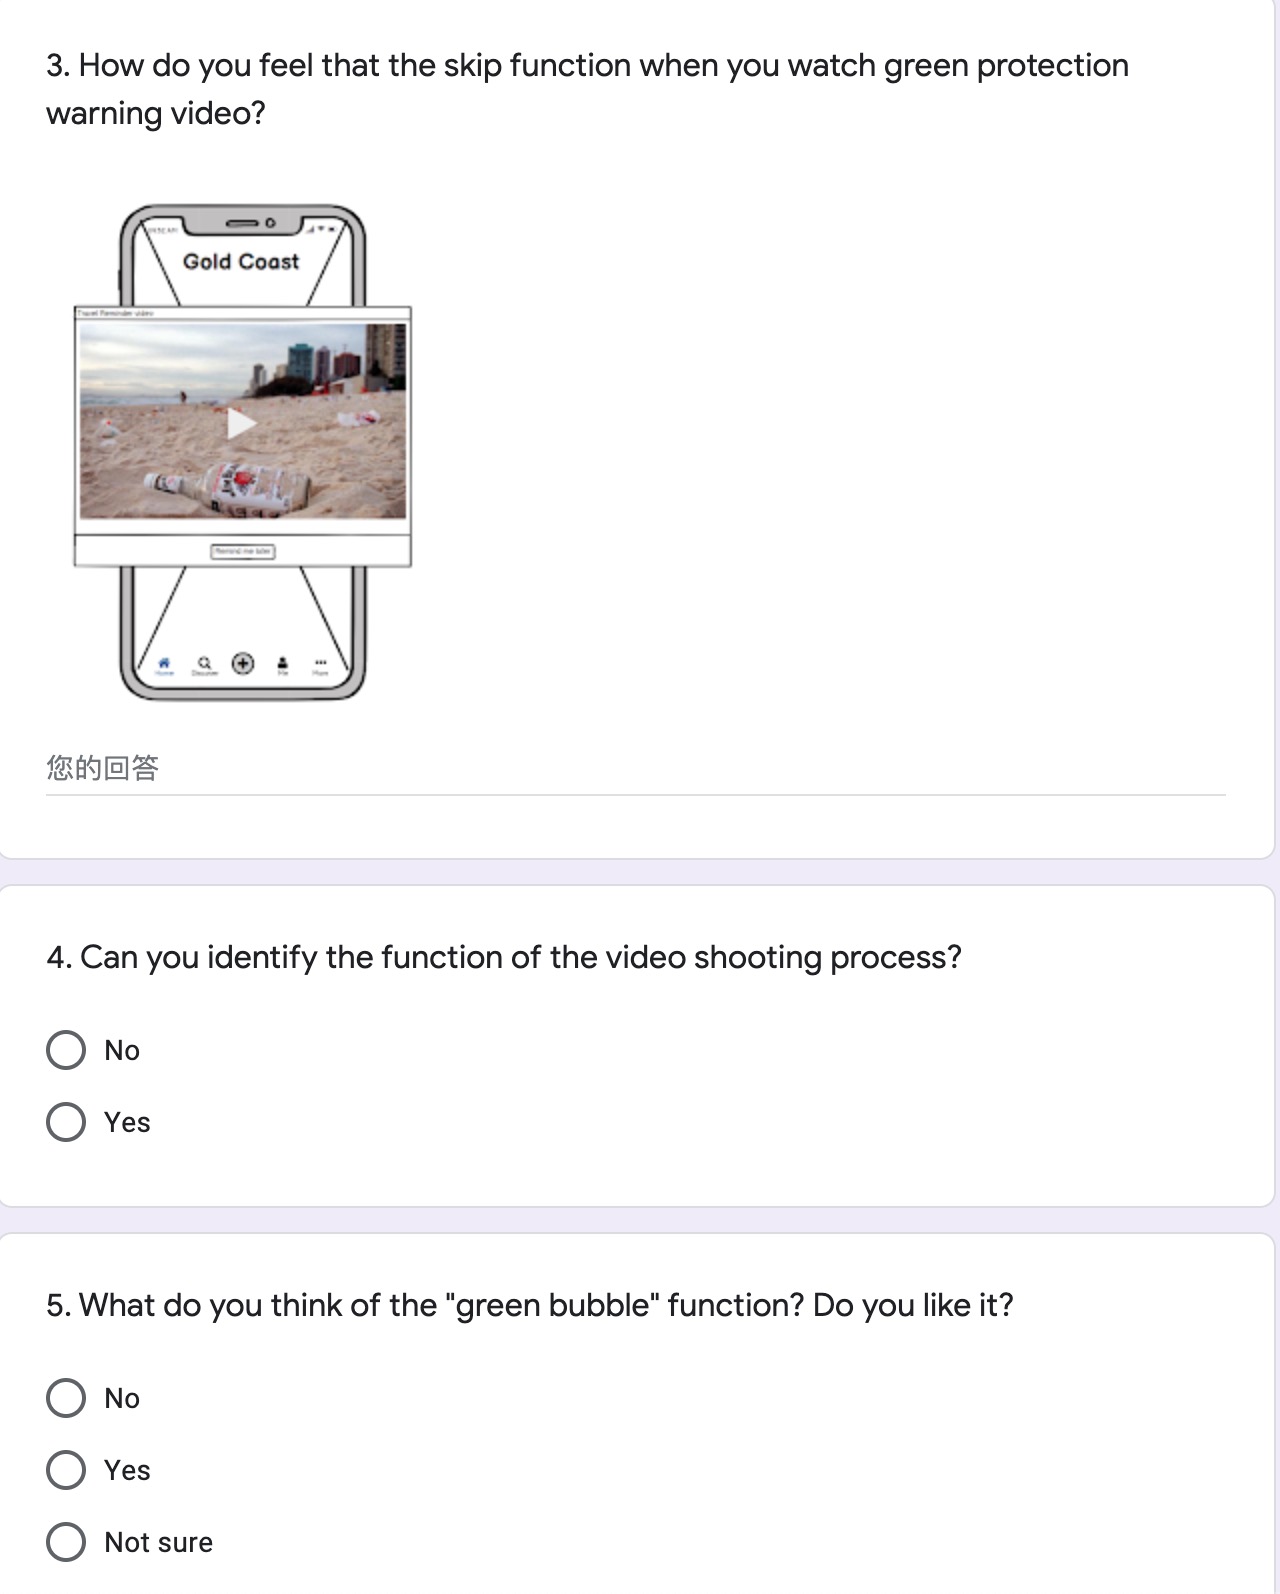 3. How do you feel that the skip function when you watch green protection
warning video?
Gold Coast
Travel Reminder video
Remind me later
Home
Discover
Me
More
您的回答
4. Can you identify the function of the video shooting process?
No
Yes
5. What do you think of the "green bubble" function? Do you like it?
No
Yes
Not sure